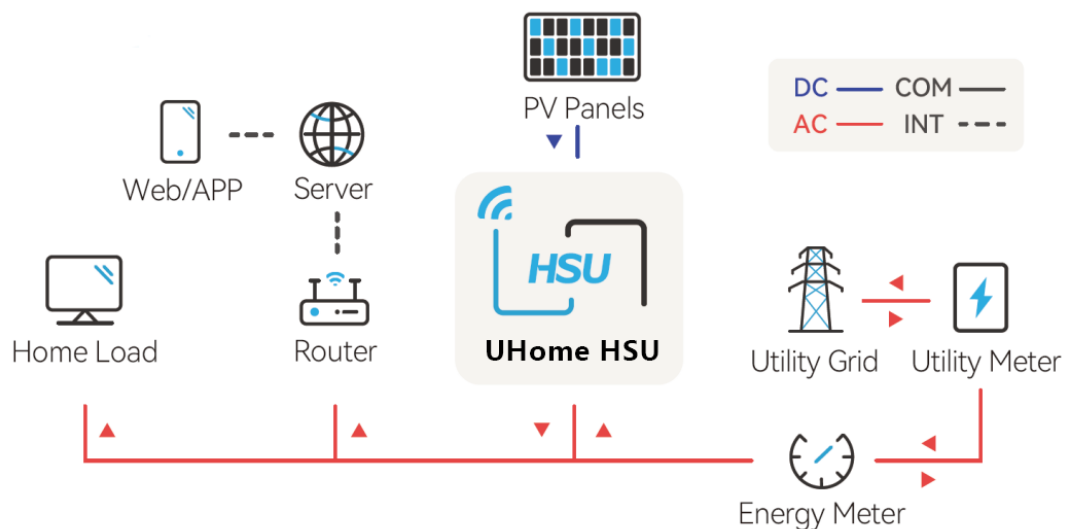 PV Panels
DC
COM
AC
INT
Web/APP
Server
HSU
UHome HSU
Home Load
Router
Utility Grid
Utility Meter
Energy Meter